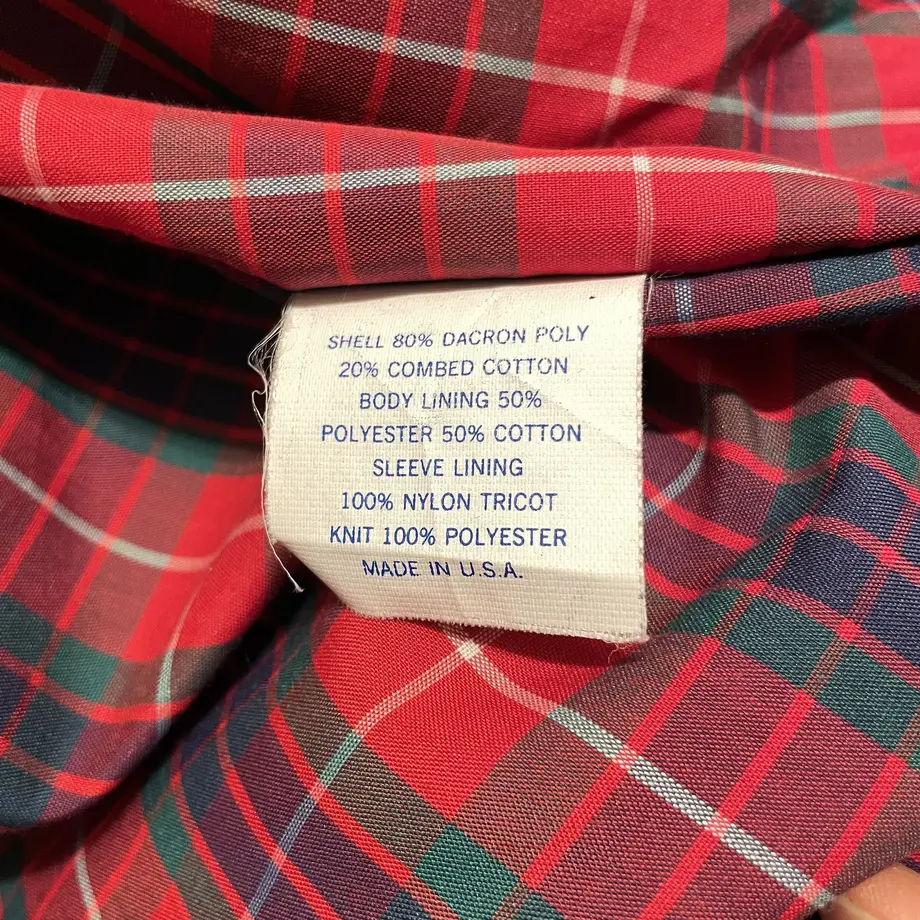 SHELL 80% DACRON POLY
20% COMBED COTTON
BODY LINING 50%
POLYESTER 50% COTTON
SLEEVE LINING
100% NYLON TRICOT
KNIT 100% POLYESTER
MADE IN U.S.A.